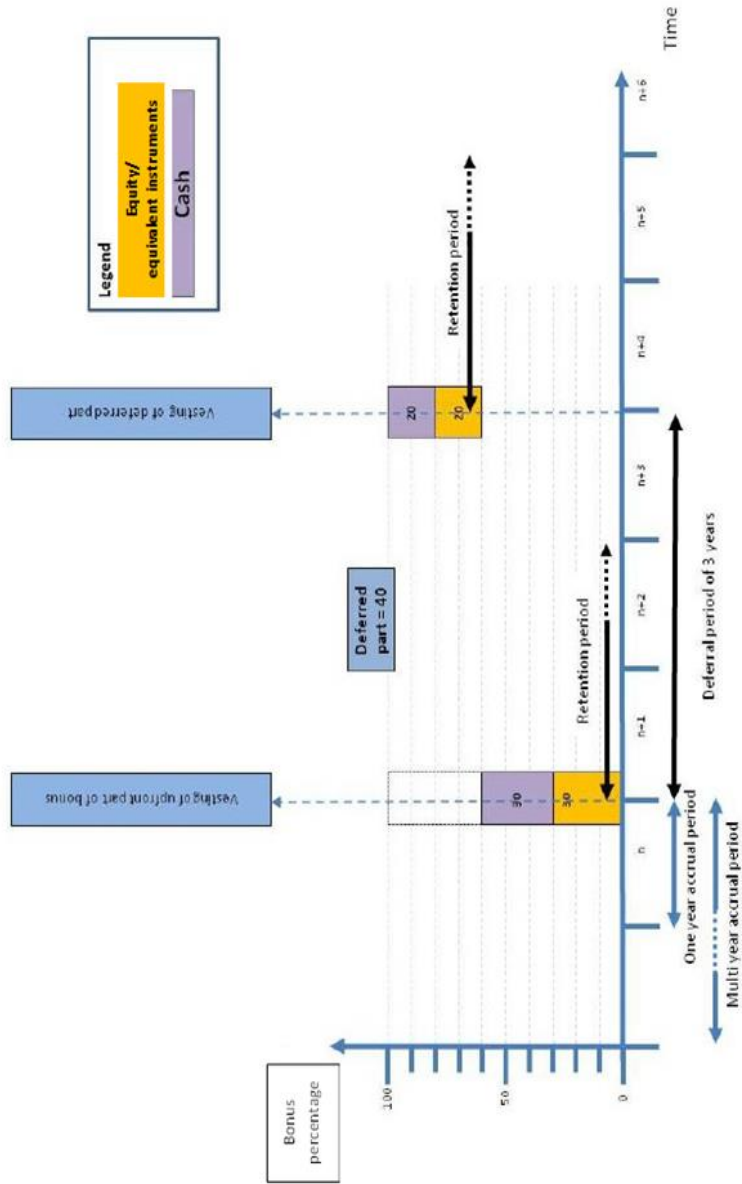 Bonus
percentage
100
50
0
Vesting of upfront part of bonus
30
30
Deferred
part = 40
Vesting of deferred part
20
20
Retention period
Retention period
Legend
Equity/
equivalent instruments
Cash
n
n+1
n+2
n+3
n+4
n+5
n+6
Time
One year accrual period
Multi year accrual period
Deferral period of 3 years